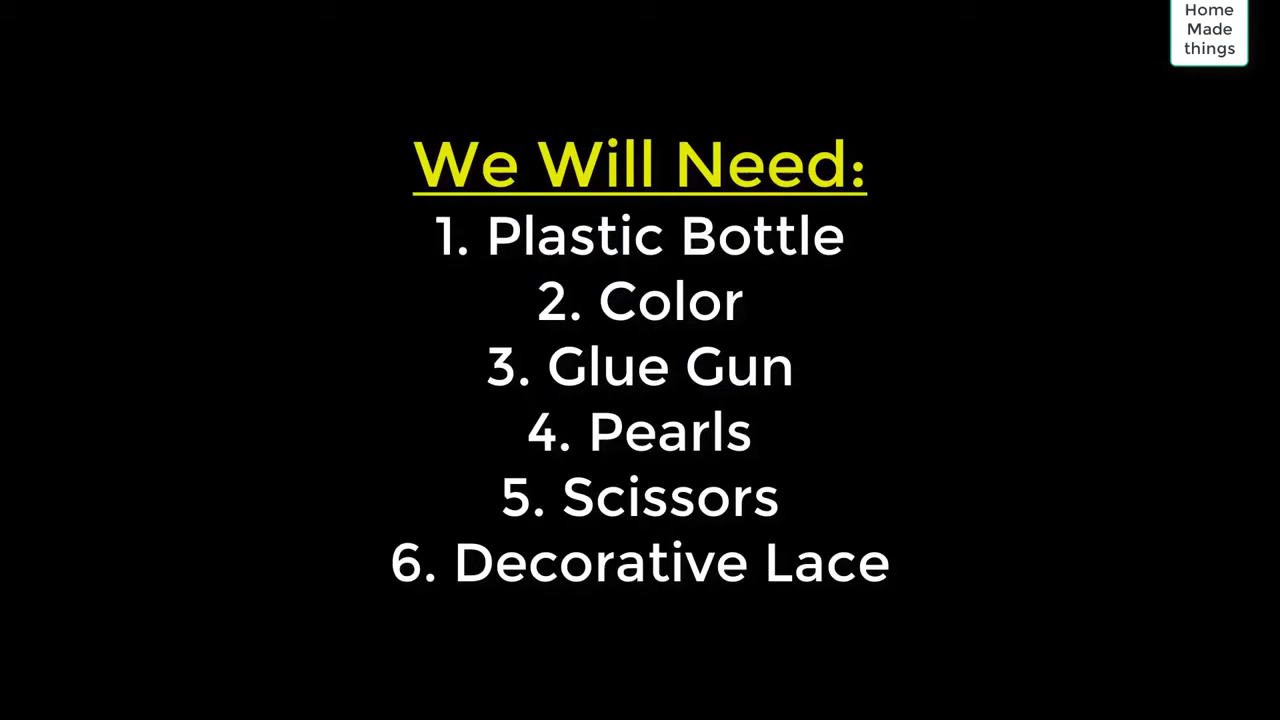 Home
Made
things
We Will Need:
1. Plastic Bottle
2. Color
3. Glue Gun
4. Pearls
5. Scissors
6. Decorative Lace